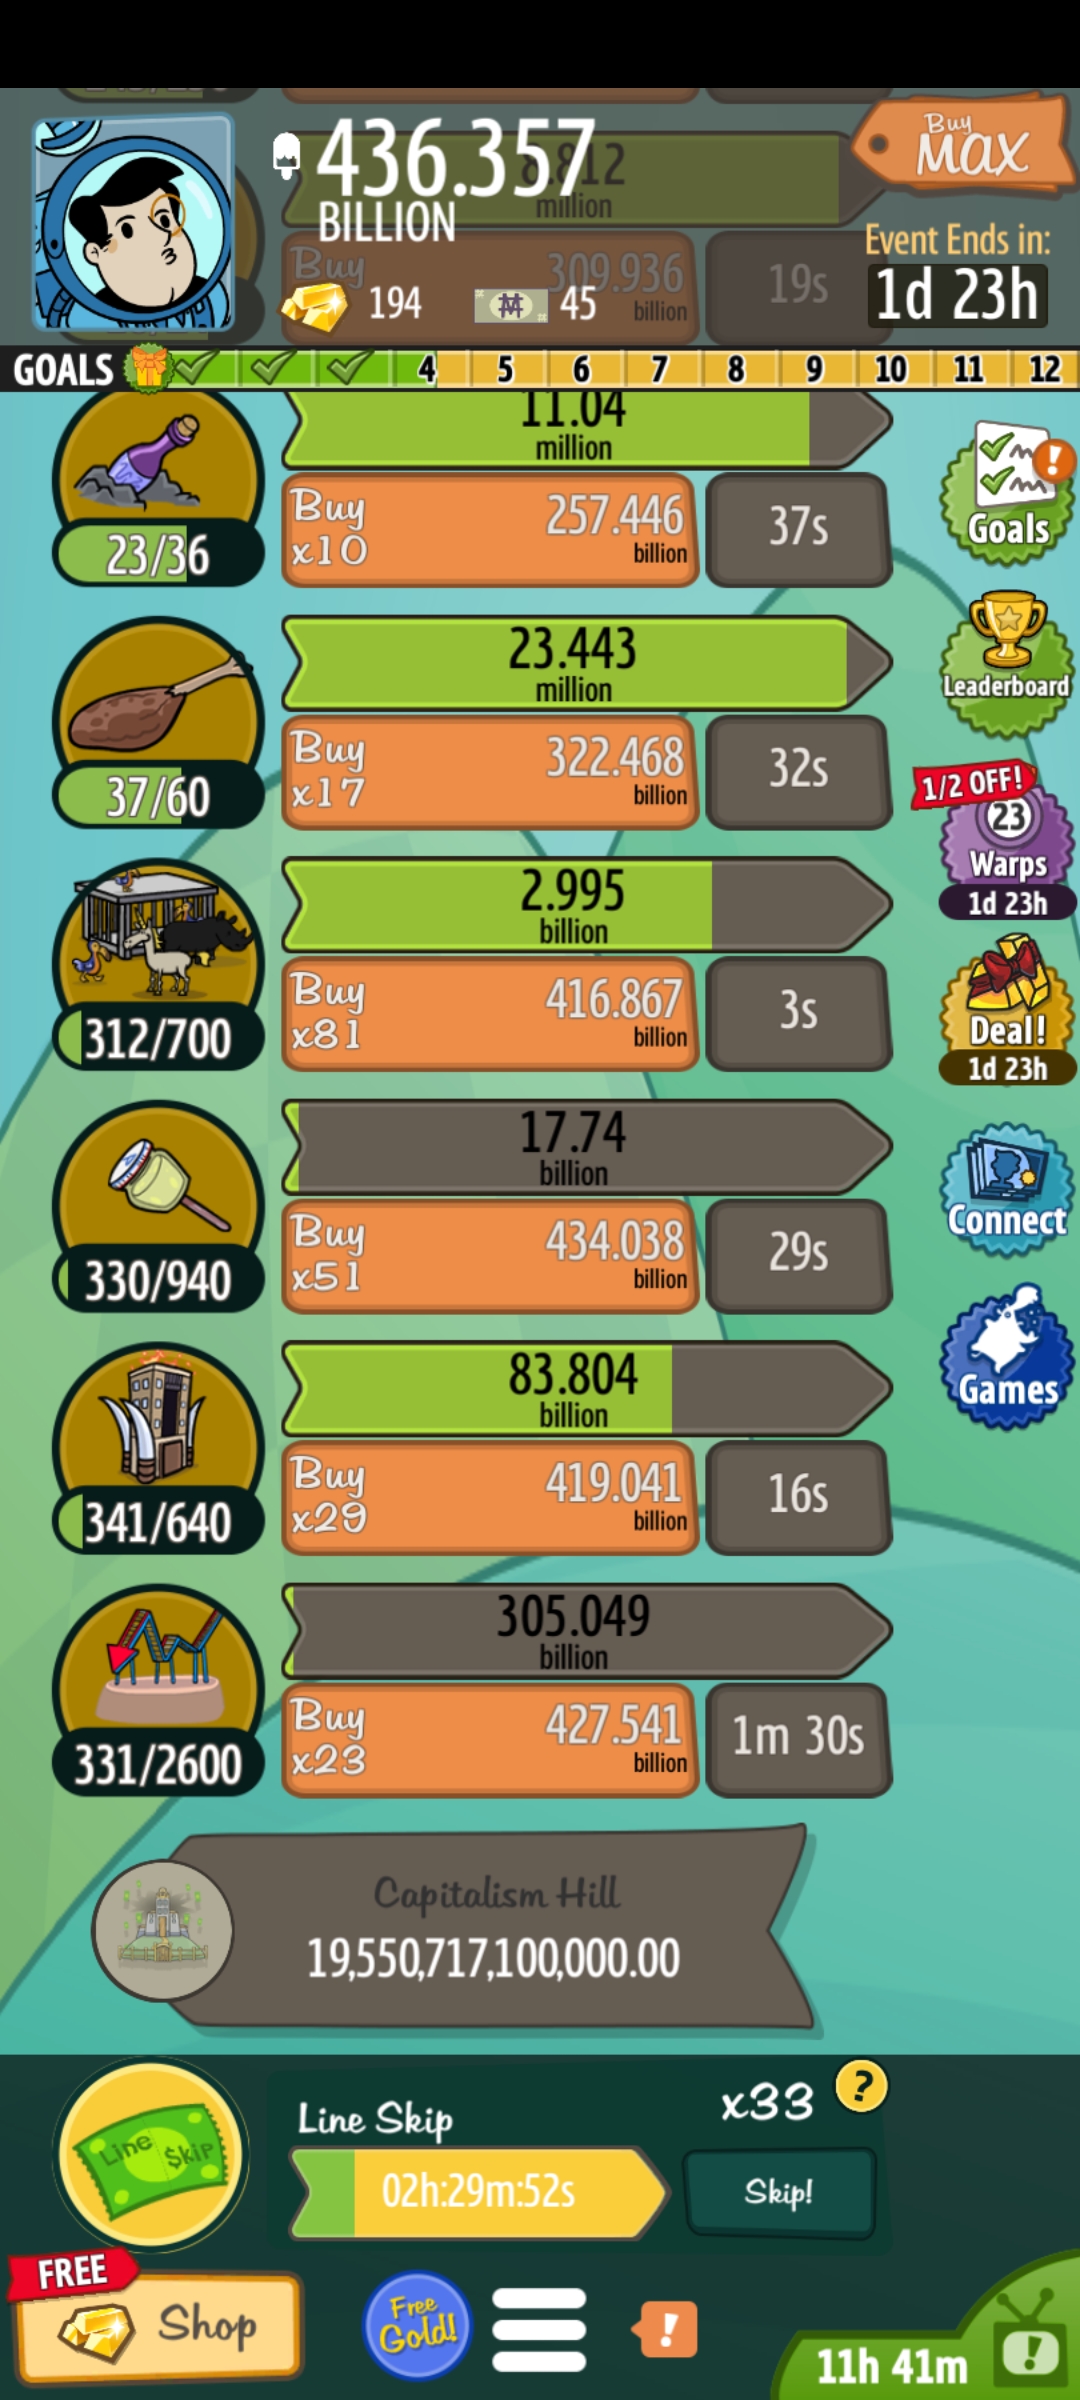 436.357
BILLION
Buy
MAX
8.812
million
Buy
309.936
billion
19s
194
45
Event Ends in:
1d 23h
GOALS
4 5 6 7 8 9 10 11 12
11.04
million
Buy
x10
257.446
billion
37s
23/36
Goals
23.443
million
Buy
x17
322.468
billion
32s
37/60
Leaderboard
1/2 OFF!
23
Warps
1d 23h
2.995
billion
Buy
x81
416.867
billion
3s
312/700
Deal!
1d 23h
17.74
billion
Buy
x51
434.038
billion
29s
330/940
Connect
83.804
billion
Buy
x29
419.041
billion
16s
341/640
Games
305.049
billion
Buy
x23
427.541
billion
1m 30s
331/2600
Capitalism Hill
19,550,717,100,000.00
Line $kip
Line Skip
x33
?
02h:29m:52s
Skip!
FREE
Shop
Free
Gold!
!
11h 41m
!